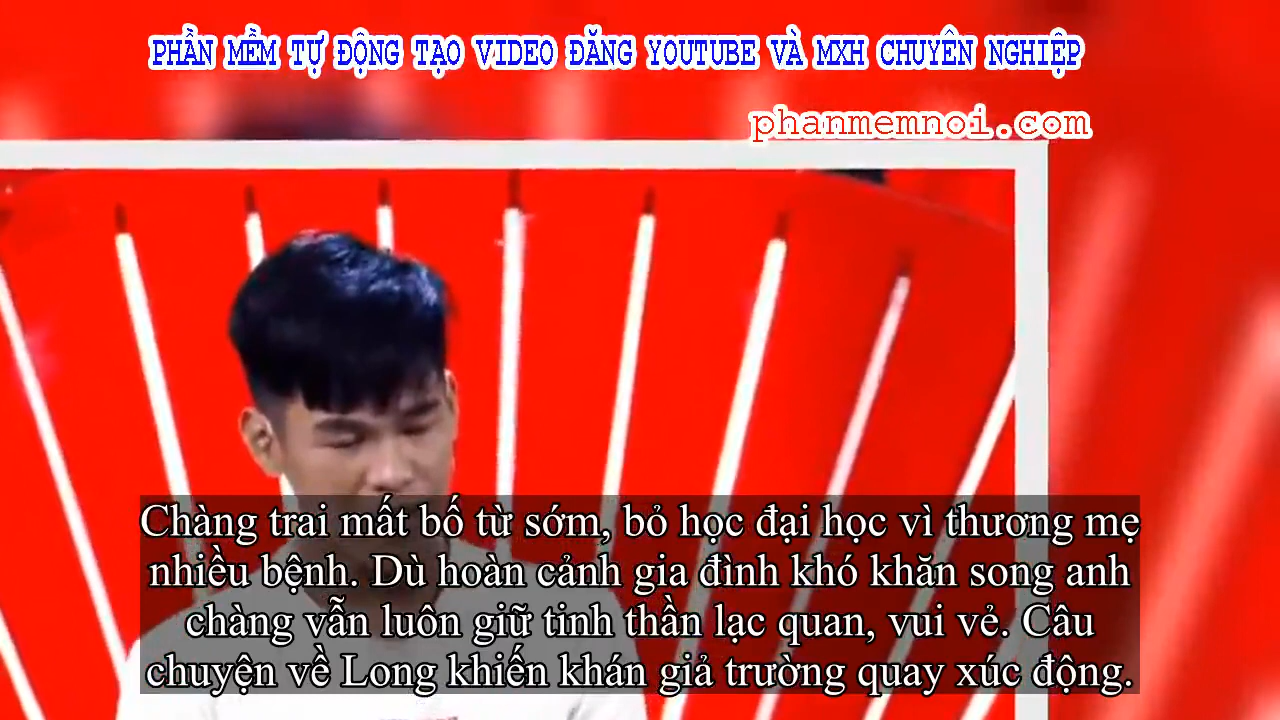 PHẦN MỀM TỰ ĐỘNG TẠO VIDEO ĐĂNG YOUTUBE VÀ MXH CHUYÊN NGHIỆP
phanmemnoi.com
Chàng trai mất bố từ sớm, bỏ học đại học vì thương mẹ
nhiều bệnh. Dù hoàn cảnh gia đình khó khăn song anh
chàng vẫn luôn giữ tinh thần lạc quan, vui vẻ. Câu
chuyện về Long khiến khán giả trường quay xúc động.